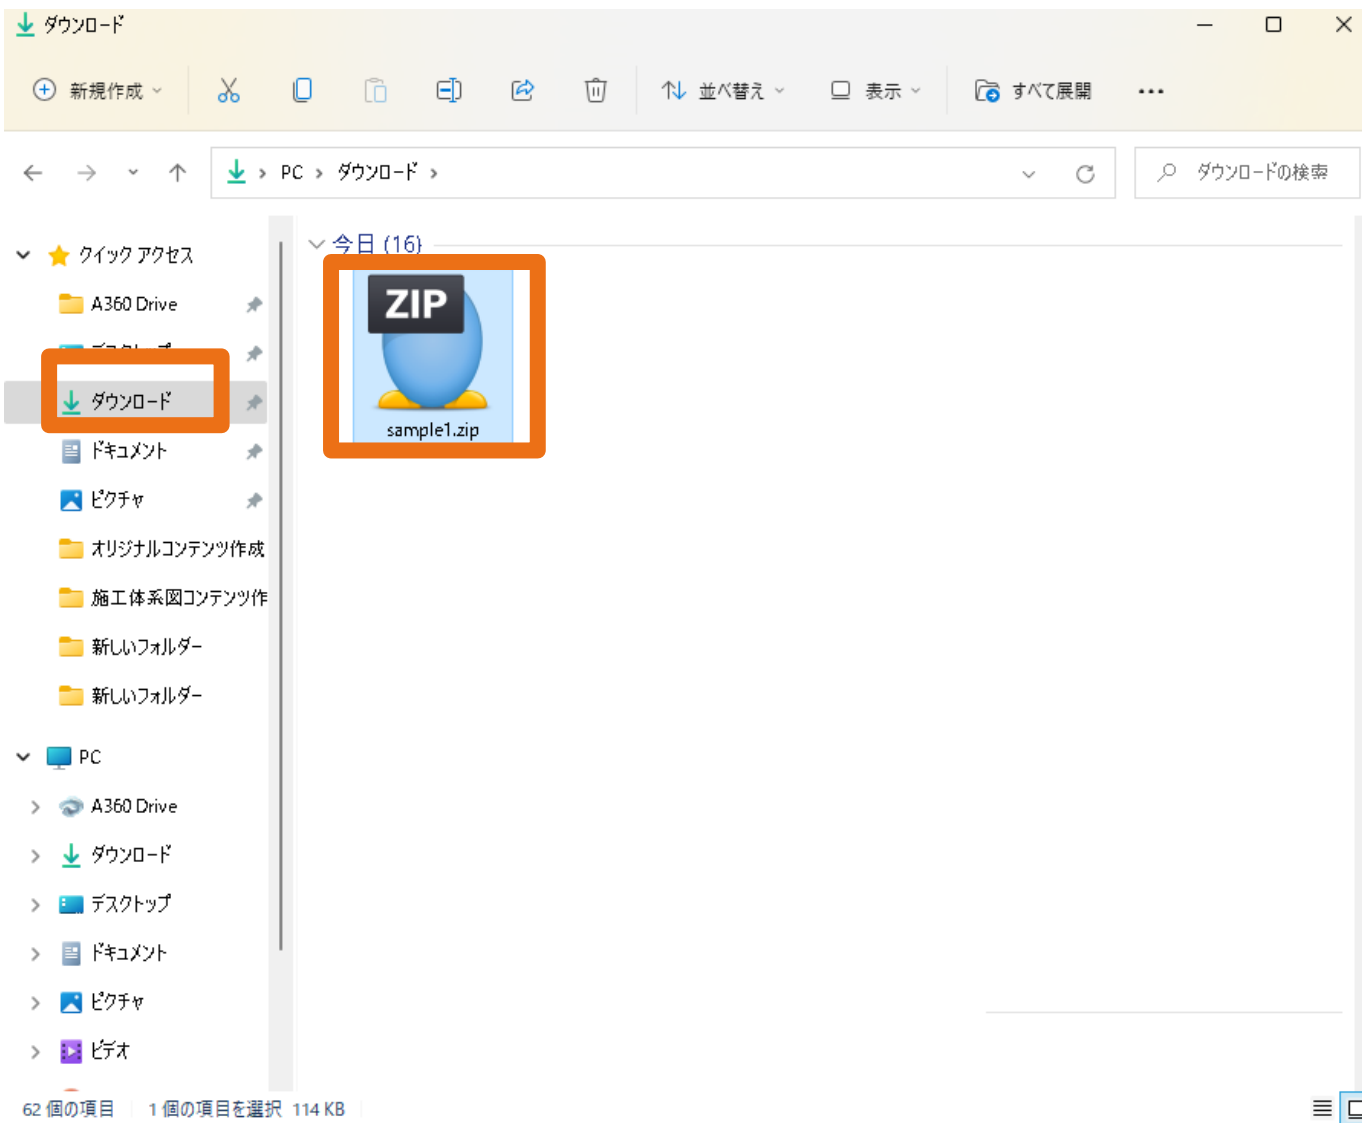 ダウンロード
新規作成
並べ替え
表示
すべて展開
PC > ダウンロード >
ダウンロードの検索
クイック アクセス
A360 Drive
デスクトップ
ダウンロード
ドキュメント
ピクチャ
オリジナルコンテンツ作成
施工体系図コンテンツ作
新しいフォルダー
新しいフォルダー
PC
A360 Drive
ダウンロード
デスクトップ
ドキュメント
ピクチャ
ビデオ
今日 (16)
ZIP
sample1.zip
62 個の項目
1 個の項目を選択 114 KB